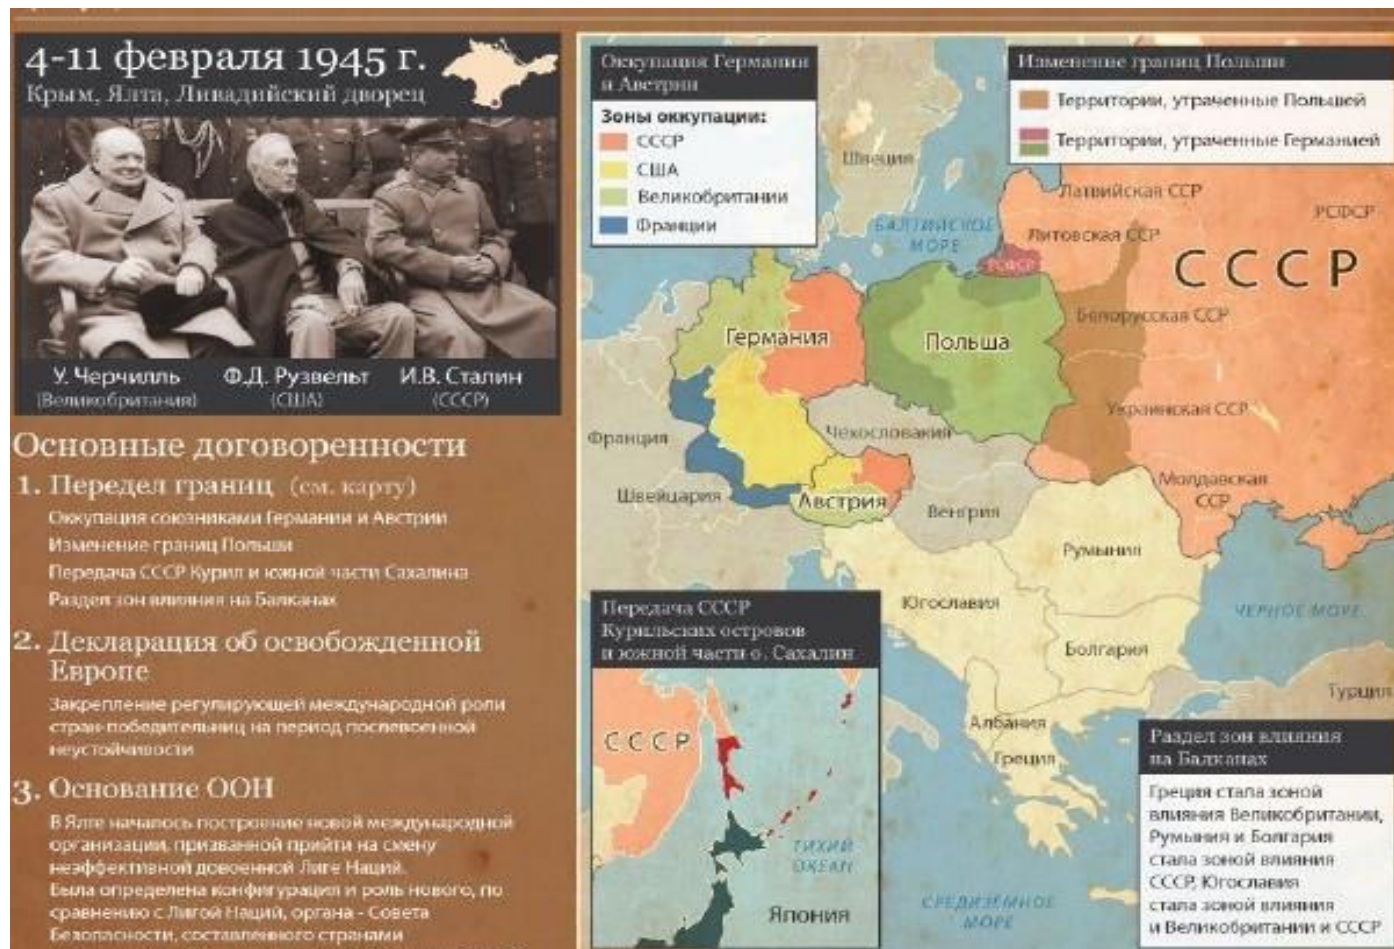 4-11 февраля 1945 г.
Крым, Ялта, Ливадийский дворец
У. Черчилль
(Великобритания)
Ф.Д. Рузвельт
(США)
И.В. Сталин
(СССР)
Основные договоренности
1. Передел границ (см. карту)
Оккупация союзниками Германии и Австрии
Изменение границ Польши
Передача СССР Курил и южной части Сахалина
Раздел зон влияния на Балканах
2. Декларация об освобожденной
Европе
Закрепление регулирующей международной роли
стран-победительниц на период послевоенной
неустойчивости
3. Основание ООН
В Ялте началось построение новой международной
организации, призванной прийти на смену
неэффективной довоенной Лиге Наций.
Была определена конфигурация и роль нового, по
сравнению с Лигой Наций, органа - Совета
Безопасности, составленного странами
Оккупация Германии
и Австрии
Зоны оккупации:
СССР
США
Великобритании
Франции
Изменение границ Польши
Территории, утраченные Польшей
Территории, утраченные Германией
Швеция
БАЛТИЙСКОЕ
МОРЕ
Латвийская ССР
РСФСР
Литовская ССР
РСФСР
СССР
Белорусская ССР
Германия
Польша
Украинская ССР
Франция
Чехословакия
Молдавская
ССР
Швейцария
Австрия
Венгрия
Румыния
Югославия
ЧЕРНОЕ МОРЕ
Болгария
Турция
Албания
Греция
СРЕДИЗЕМНОЕ
МОРЕ
Передача СССР
Курильских островов
и южной части о. Сахалин
СССР
ТИХИЙ
ОКЕАН
Япония
Раздел зон влияния
на Балканах
Греция стала зоной
влияния Великобритании,
Румыния и Болгария
стала зоной влияния
СССР, Югославия
стала зоной влияния
и Великобритании и СССР